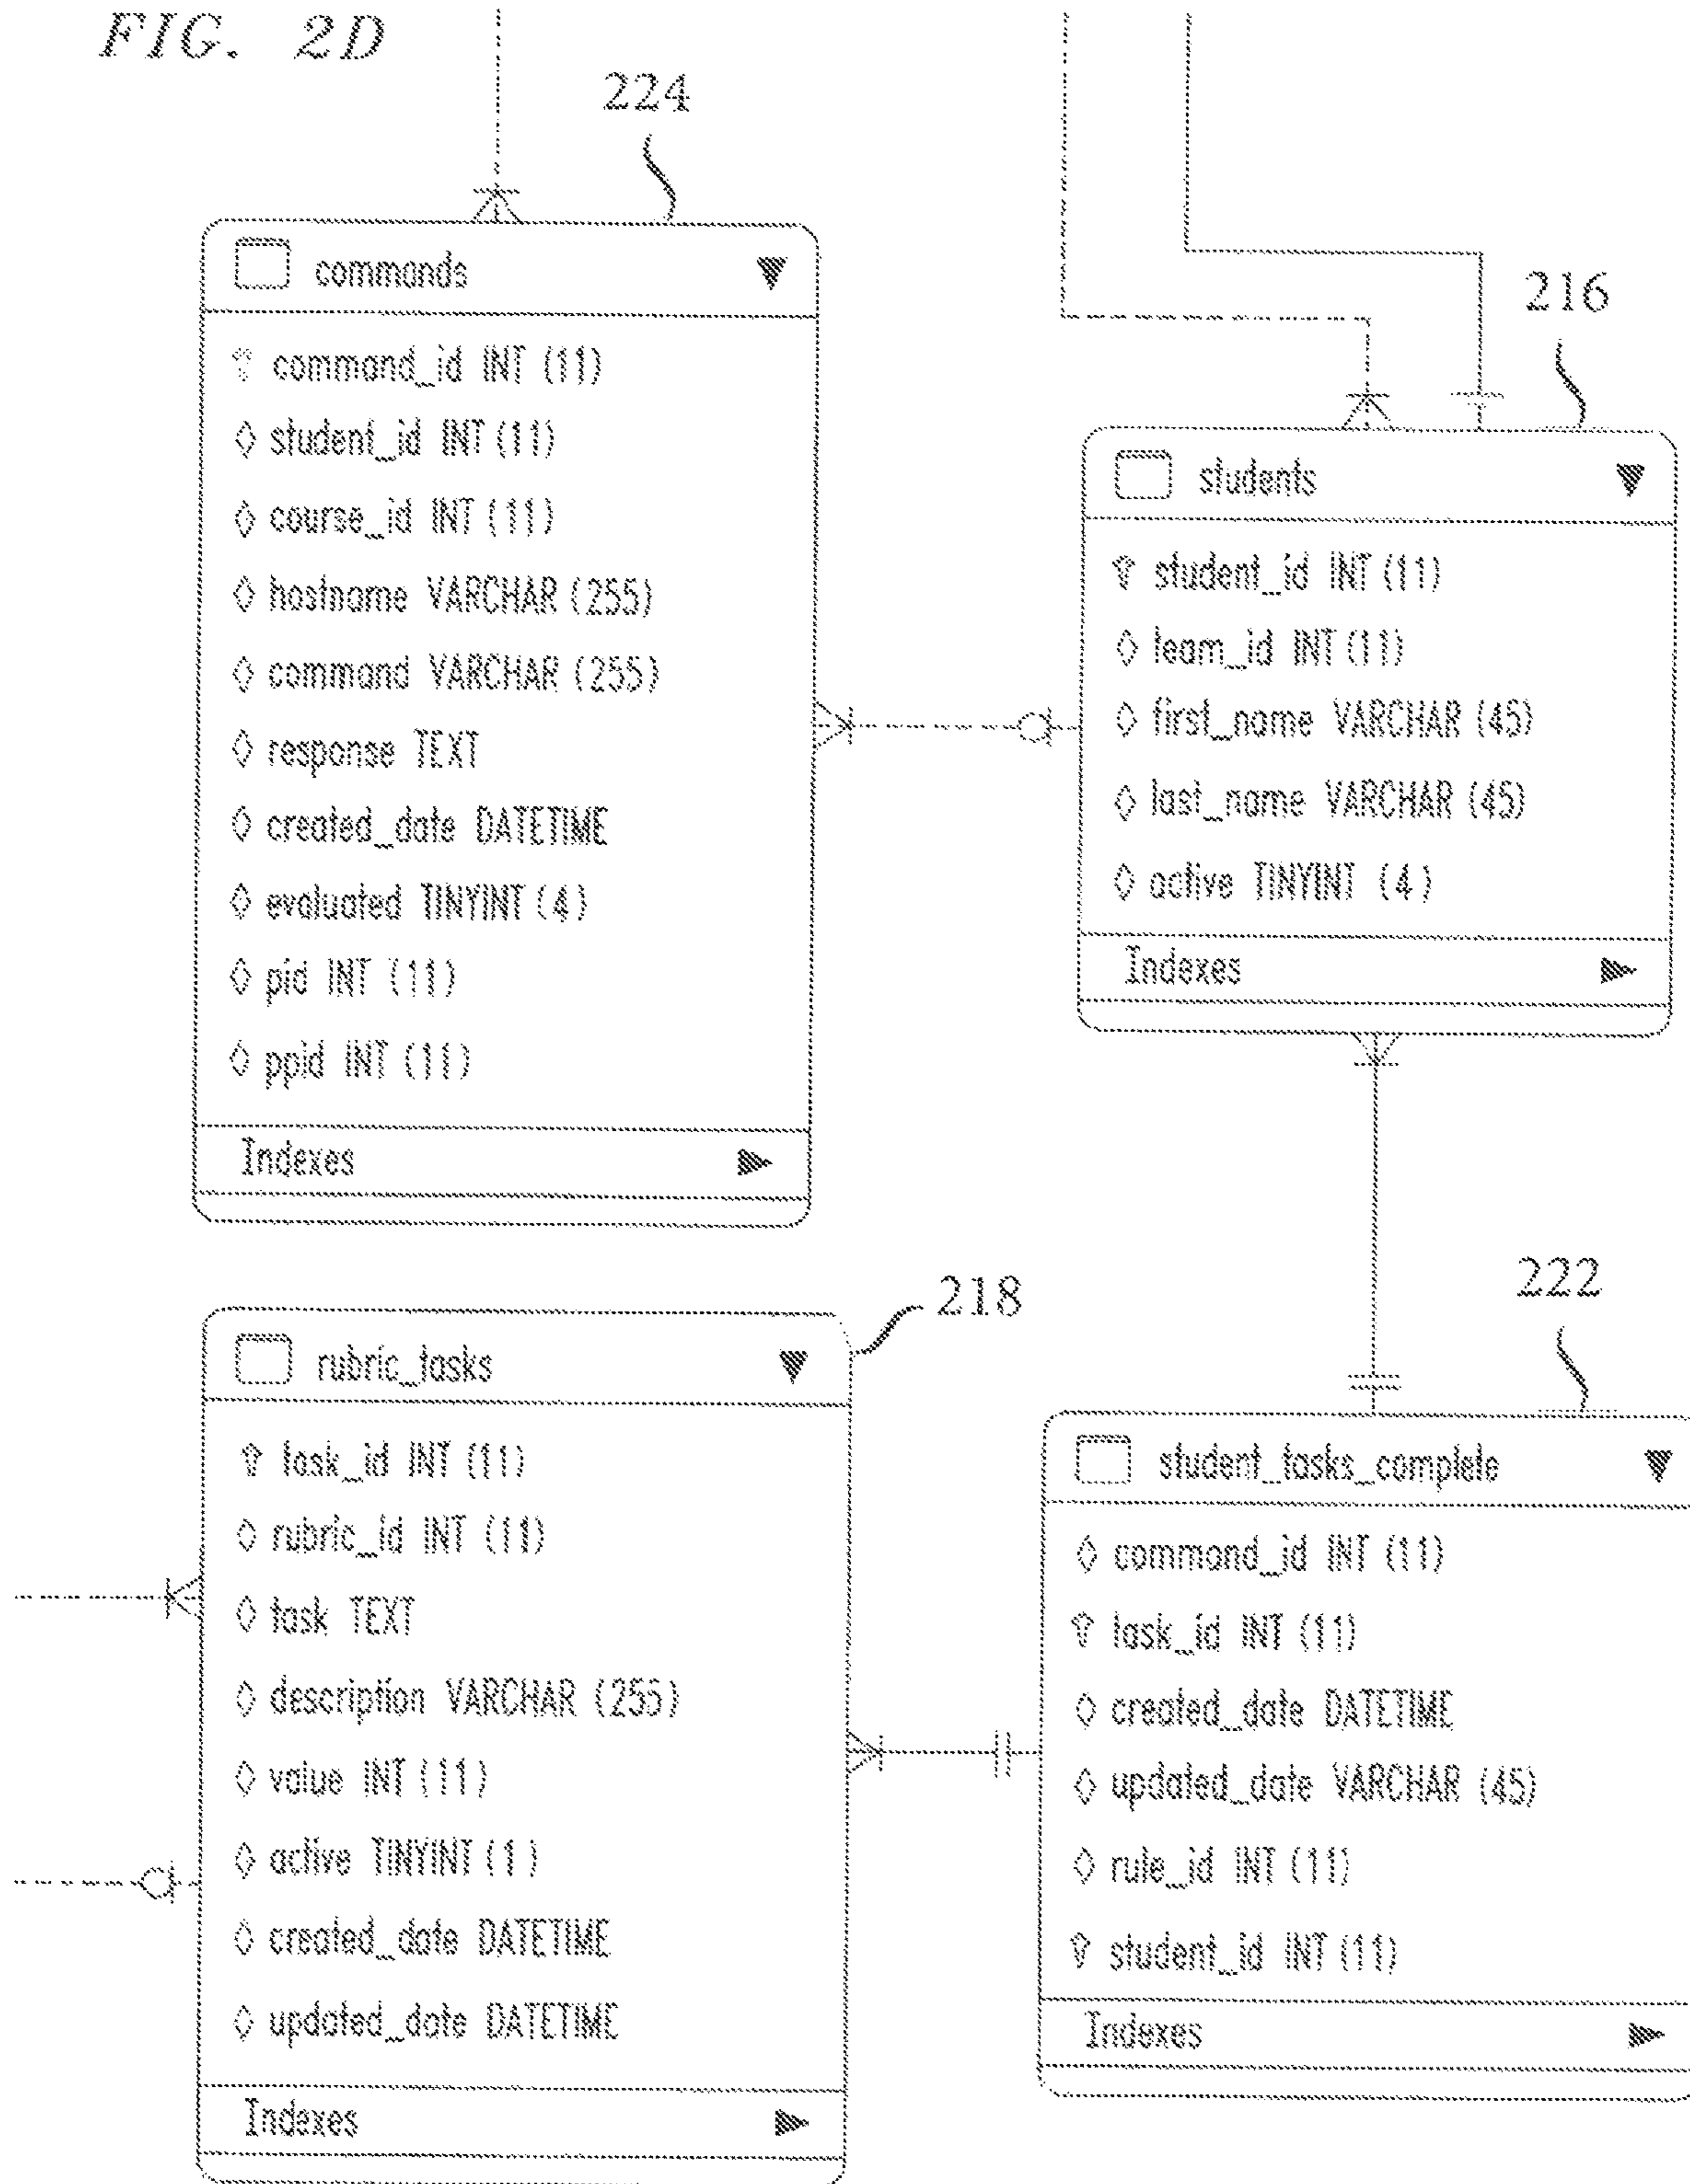 FIG. 2D
224
commands
command_id INT (11)
student_id INT (11)
course_id INT (11)
hostname VARCHAR (255)
command VARCHAR (255)
response TEXT
created_date DATETIME
evaluated TINYINT (4)
pid INT (11)
ppid INT (11)
Indexes
216
students
student_id INT (11)
team_id INT (11)
first_name VARCHAR (45)
last_name VARCHAR (45)
active TINYINT (4)
Indexes
218
rubric_tasks
task_id INT (11)
rubric_id INT (11)
task TEXT
description VARCHAR (255)
value INT (11)
active TINYINT (1)
created_date DATETIME
updated_date DATETIME
Indexes
222
student_tasks_complete
command_id INT (11)
task_id INT (11)
created_date DATETIME
updated_date VARCHAR (45)
rule_id INT (11)
student_id INT (11)
Indexes